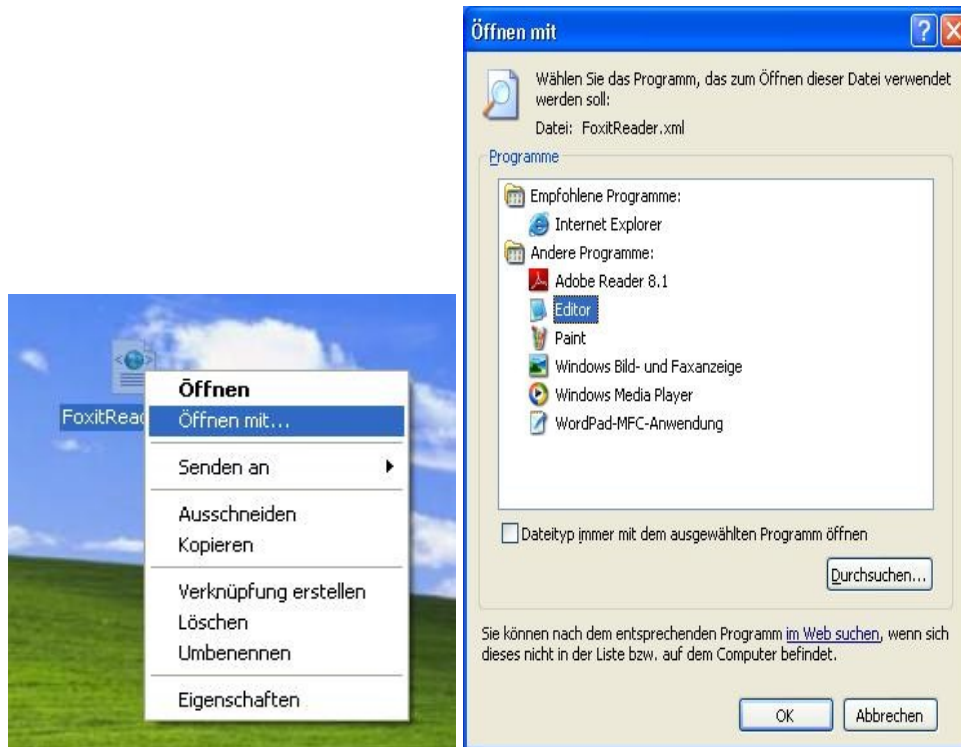 FoxitRead
Öffnen
Öffnen mit...
Senden an
Ausschneiden
Kopieren
Verknüpfung erstellen
Löschen
Umbenennen
Eigenschaften
Öffnen mit
Wählen Sie das Programm, das zum Öffnen dieser Datei verwendet
werden soll:
Datei: FoxitReader.xml
Programme
Empfohlene Programme:
Internet Explorer
Andere Programme:
Adobe Reader 8.1
Editor
Paint
Windows Bild- und Faxanzeige
Windows Media Player
WordPad-MFC-Anwendung
Dateityp immer mit dem ausgewählten Programm öffnen
Durchsuchen...
Sie können nach dem entsprechenden Programm im Web suchen, wenn sich
dieses nicht in der Liste bzw. auf dem Computer befindet.
OK
Abbrechen